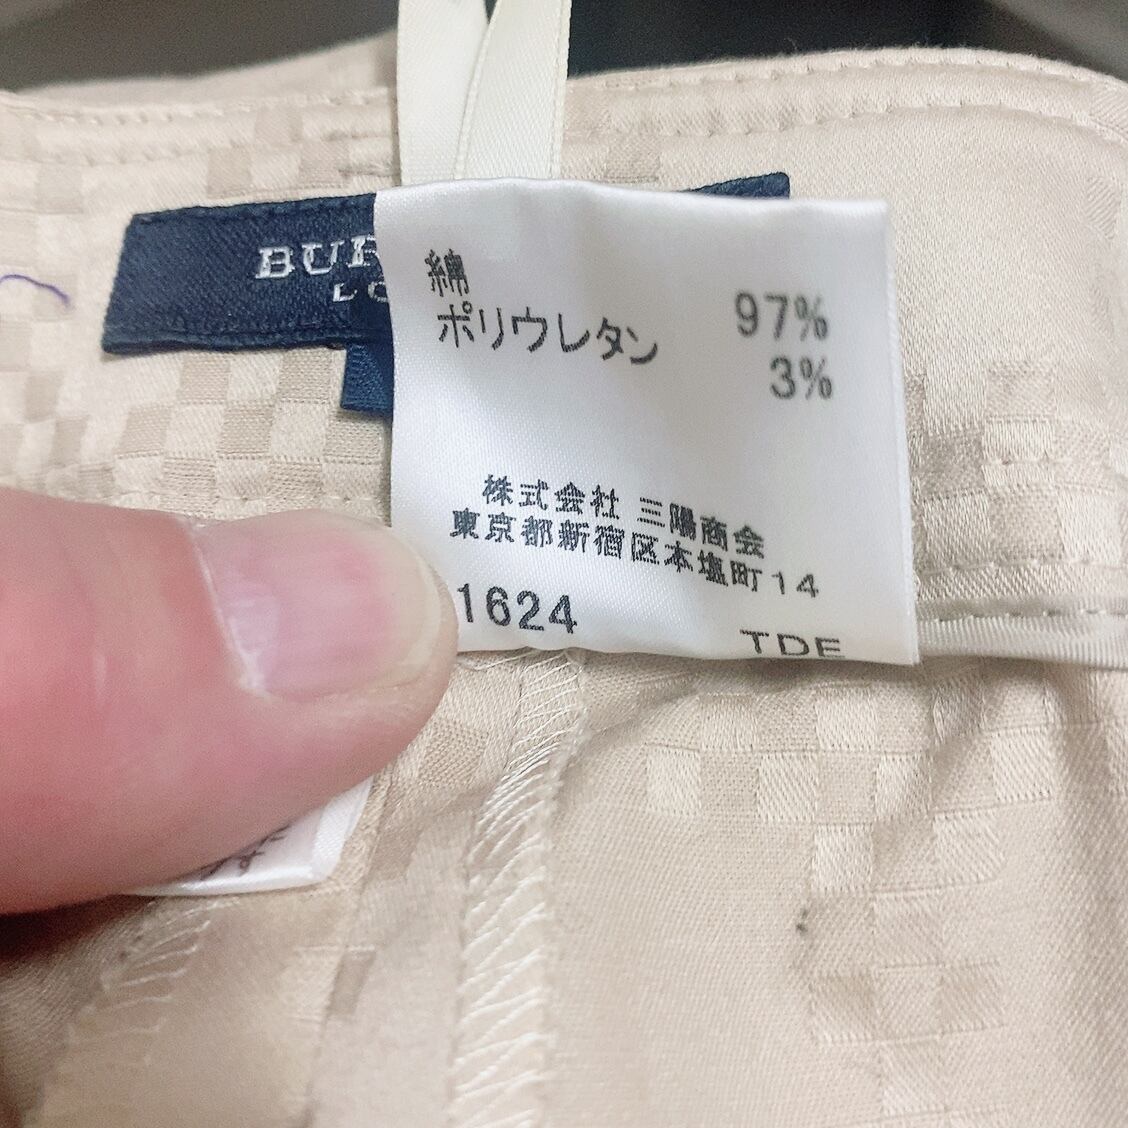 BUR
LO
綿 97%
ポリウレタン 3%
株式会社 三陽商会
東京都新宿区本塩町14
1624
TDE